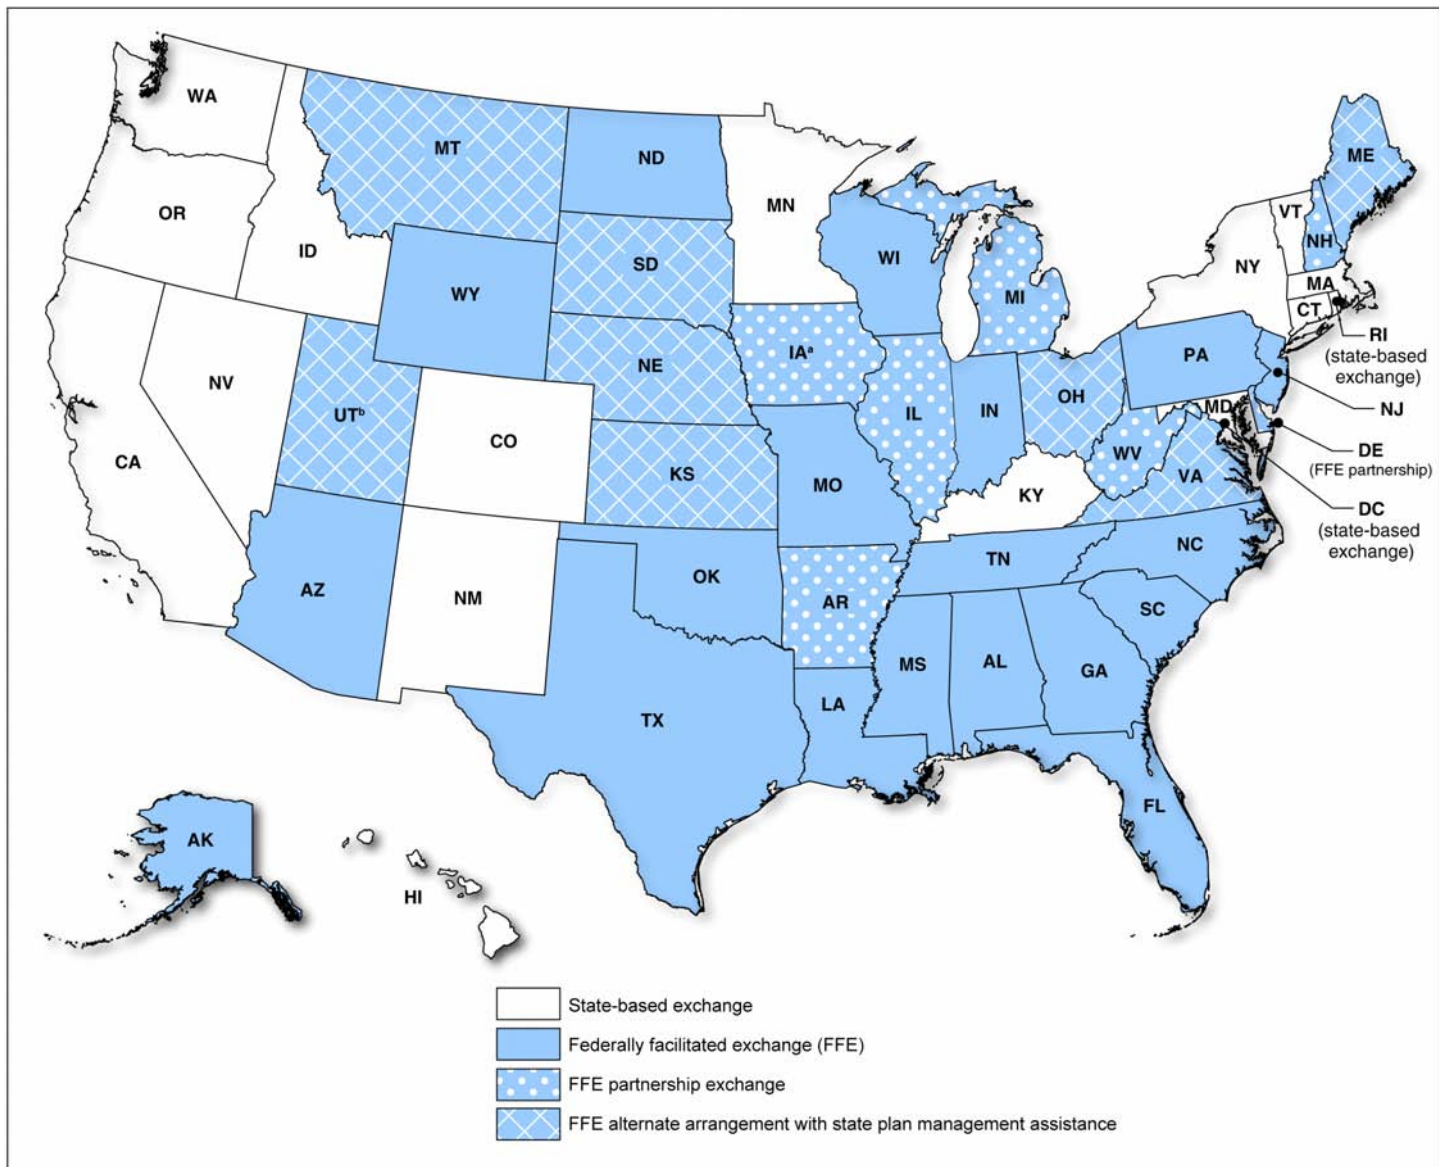 WA
MT
ND
ME
MN
VT
OR
ID
SD
WI
NH
NY
MA
WY
MI
CT
RI
(state-based
exchange)
IAᵃ
PA
NE
NV
UTᵇ
OH
NJ
IL
IN
MD
CO
DE
(FFE partnership)
CA
WV
KS
VA
MO
KY
DC
(state-based
exchange)
NC
TN
OK
AZ
NM
AR
SC
MS
AL
GA
LA
TX
FL
AK
HI
State-based exchange
Federally facilitated exchange (FFE)
FFE partnership exchange
FFE alternate arrangement with state plan management assistance